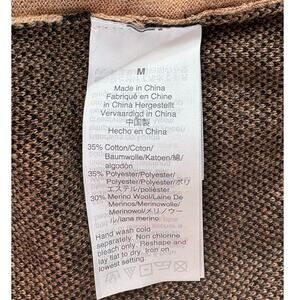 M
Made in China
Fabriqué en Chine
in China Hergestellt
Vervaardigd in China
中国製
Hecho en China
35% Cotton/Coton/
Baumwolle/Katoen/綿/
algodón
35% Polyester/Polyester/
Polyester/Polyester/ポリ
エステル/poliéster
30% Merino Wool/Laine De
Merinos/Merinowolle/
Merinowol/メリノウー
ル/lana merino
Hand wash cold
separately. Non chlorine
bleach only. Reshape and
lay flat to dry. Iron on
lowest setting.